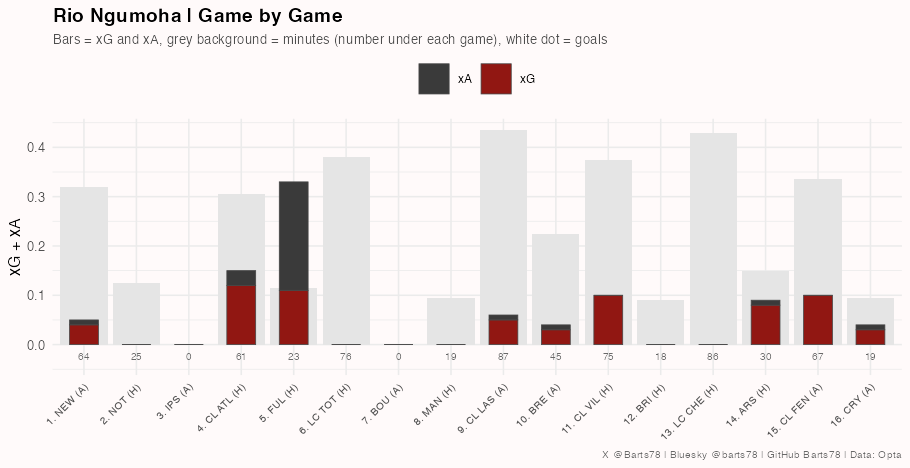 Rio Ngumoha | Game by Game
Bars = xG and xA, grey background = minutes (number under each game), white dot = goals
xA xG
xG + xA
0.4
0.3
0.2
0.1
0.0
64 25 0 61 23 76 0 19 87 45 75 18 86 30 67 19
1. NEW (A)
2. NOT (H)
3. IPS (A)
4. CL ATL (H)
5. FUL (H)
6. LC TOT (H)
7. BOU (A)
8. MAN (H)
9. CL LAS (A)
10. BRE (A)
11. CL VIL (H)
12. BRI (H)
13. LC CHE (H)
14. ARS (H)
15. CL FEN (A)
16. CRY (A)
X @Barts78 | Bluesky @barts78 | GitHub Barts78 | Data: Opta